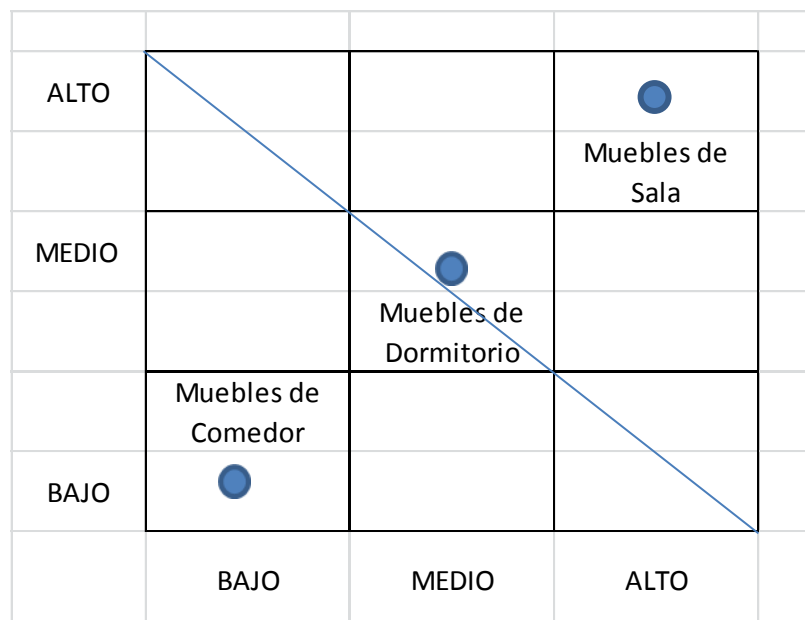 ALTO
Muebles de
Sala
MEDIO
Muebles de
Dormitorio
Muebles de
Comedor
BAJO
BAJO
MEDIO
ALTO